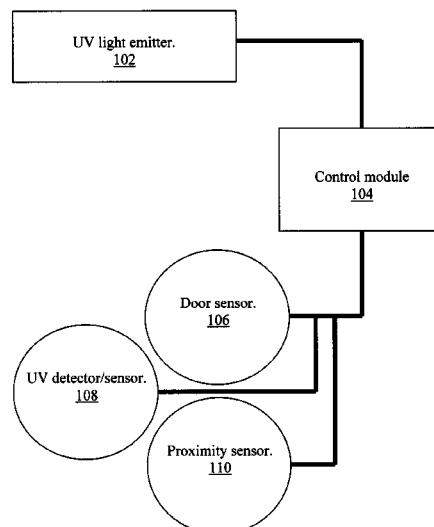 UV light emitter.
102
Control module
104
Door sensor.
106
UV detector/sensor.
108
Proximity sensor.
110